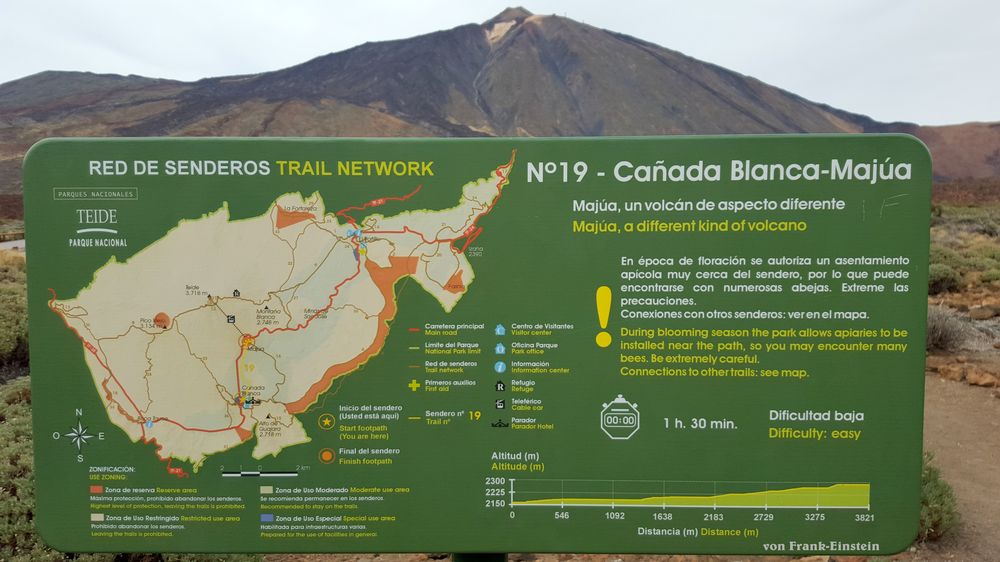 RED DE SENDEROS TRAIL NETWORK
PARQUES NACIONALES
TEIDE
PARQUE NACIONAL
Nº19 - Cañada Blanca-Majúa
Majúa, un volcán de aspecto diferente
Majúa, a different kind of volcano
En época de floración se autoriza un asentamiento
apícola muy cerca del sendero, por lo que puede
encontrarse con numerosas abejas. Extreme las
precauciones.
Conexiones con otros senderos: ver en el mapa.
During blooming season the park allows apiaries to be
installed near the path, so you may encounter many
bees. Be extremely careful.
Connections to other trails: see map.
1 h. 30 min.
00:00
Dificultad baja
Difficulty: easy
La Fortaleza
Teide
3.718 m
Pico Viejo
3.134 m
Montaña
Blanca
2.748 m
Majúa
19
Cañada
Blanca
Alto de
Guajara
2.718 m
Izaña
2.390
TF-21
TF-24
TF-21
Carretera principal
Main road
Límite del Parque
National Park limit
Red de senderos
Trail network
Primeros auxilios
First aid
Sendero nº 19
Trail nº
Centro de Visitantes
Visitor center
Oficina Parque
Park office
Información
Information center
Refugio
Refuge
Teleférico
Cable car
Parador
Parador Hotel
Inicio del sendero
(Usted está aquí)
Start footpath
(You are here)
Final del sendero
Finish footpath
N
O
E
S
2 1 0 2 km
ZONIFICACIÓN:
USE ZONING:
Zona de reserva Reserve area
Máxima protección, prohibido abandonar los senderos.
Highest level of protection, leaving the trails is prohibited.
Zona de Uso Restringido Restricted use area
Prohibido abandonar los senderos.
Leaving the trails is prohibited.
Zona de Uso Moderado Moderate use area
Se recomienda permanecer en los senderos.
Recommended to stay on the trails.
Zona de Uso Especial Special use area
Habilitada para infraestructuras varias.
Prepared for the use of facilities in general.
Altitud (m)
Altitude (m)
2300
2225
2150
0 546 1092 1638 2183 2729 3275 3821
Distancia (m) Distance (m)
von Frank-Einstein